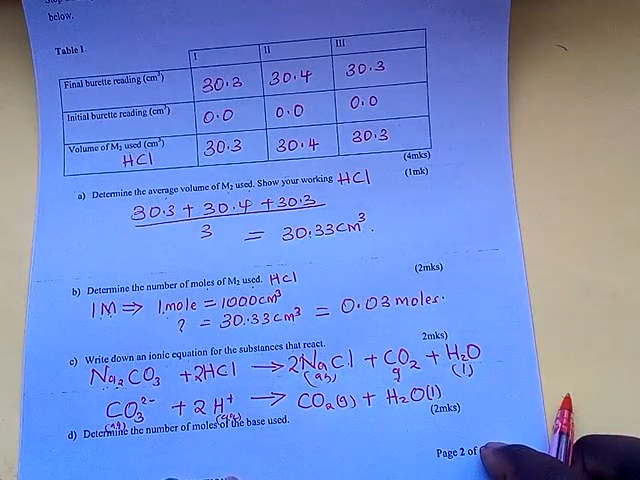 below.
Table 1
I II III
Final burette reading (cm³) 30.3 30.4 30.3
Initial burette reading (cm³) 0.0 0.0 0.0
Volume of M₂ used (cm³) 30.3 30.4 30.3
HCl
(4mks)
a) Determine the average volume of M₂ used. Show your working HCl (1mk)
30.3 + 30.4 + 30.3
3 = 30.33cm³.
b) Determine the number of moles of M₂ used. HCl (2mks)
1M ⇒ 1mole = 1000cm³
? = 30.33cm³ = 0.03 moles.
c) Write down an ionic equation for the substances that react. 2mks)
Na₂CO₃ + 2HCl → 2NaCl(aq) + CO₂ g + H₂O (l)
CO₃²⁻(aq) + 2H⁺(aq) → CO₂(g) + H₂O(l)
d) Determine the number of moles of the base used. (2mks)
Page 2 of